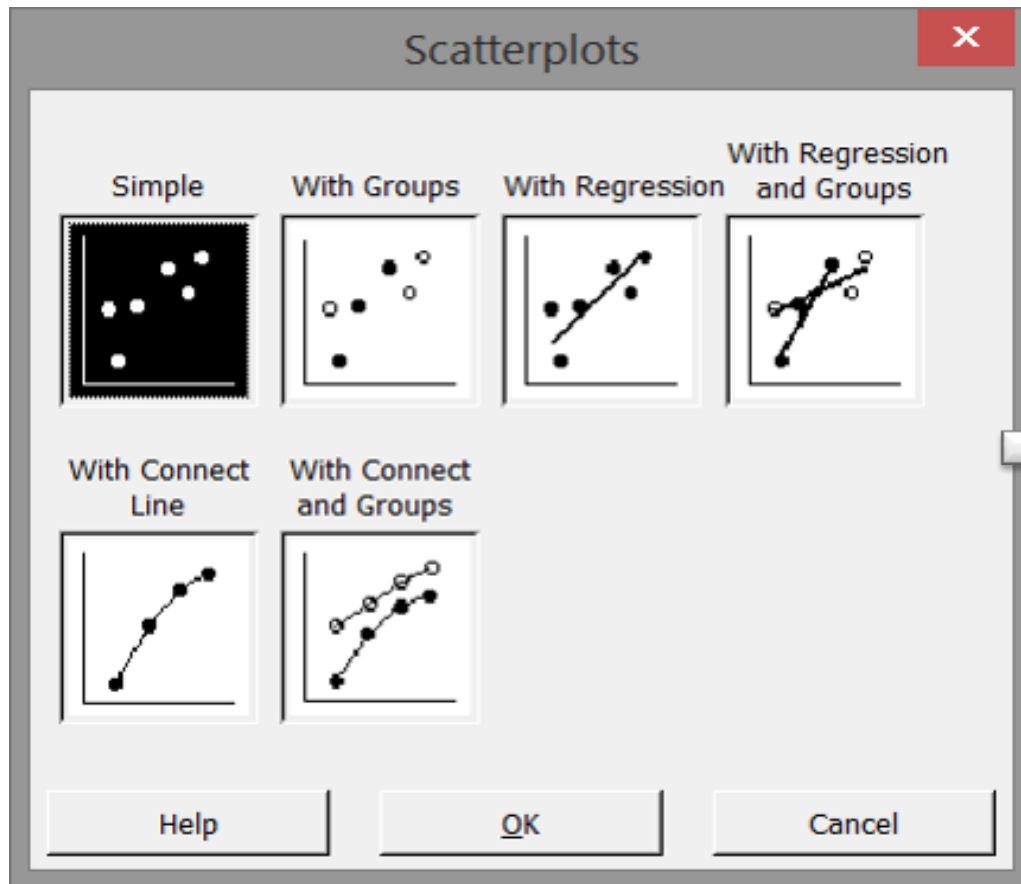 Scatterplots
Simple
With Groups
With Regression
With Regression
and Groups
With Connect
Line
With Connect
and Groups
Help
OK
Cancel